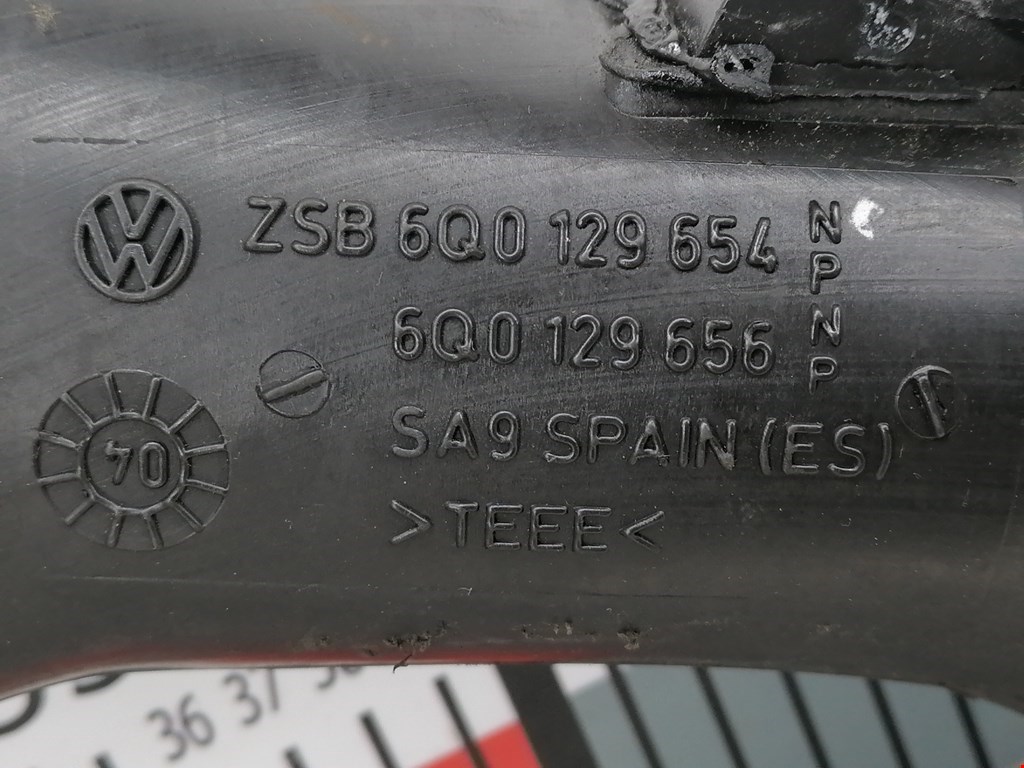 ZSB 6Q0 129 654 N P
6Q0 129 656 N P
SA9 SPAIN (ES)
>TEEE<
04
36 37